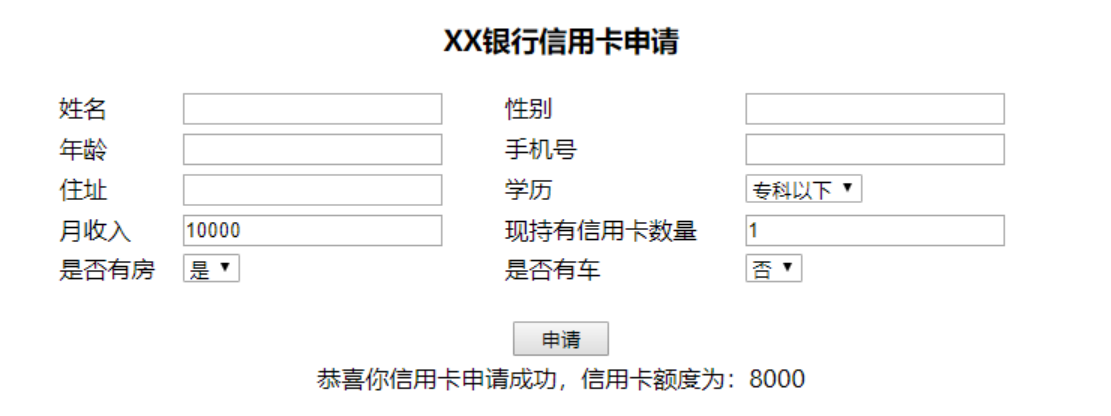 XX银行信用卡申请
姓名 性别
年龄 手机号
住址 学历 专科以下
月收入 10000 现持有信用卡数量 1
是否有房 是 是否有车 否
申请
恭喜你信用卡申请成功，信用卡额度为：8000